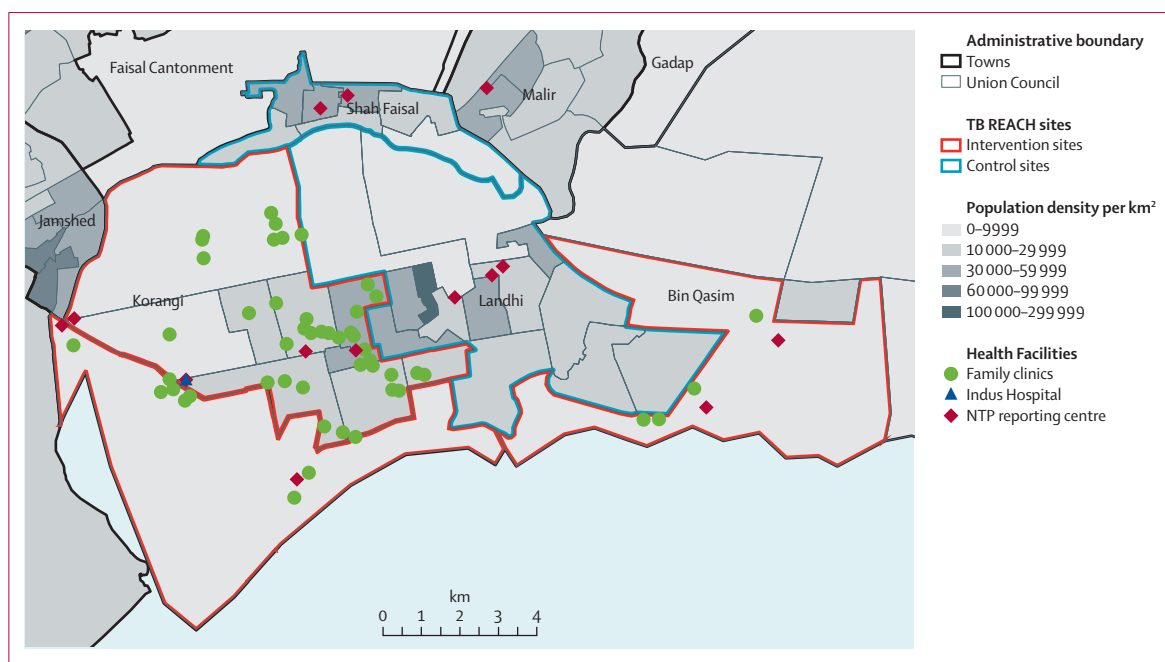 Faisal Cantonment
Gadap
Malir
Shah Faisal
Jamshed
Korangi
Landhi
Bin Qasim
km
0 1 2 3 4
Administrative boundary
Towns
Union Council
TB REACH sites
Intervention sites
Control sites
Population density per km²
0–9999
10 000–29 999
30 000–59 999
60 000–99 999
100 000–299 999
Health Facilities
Family clinics
Indus Hospital
NTP reporting centre